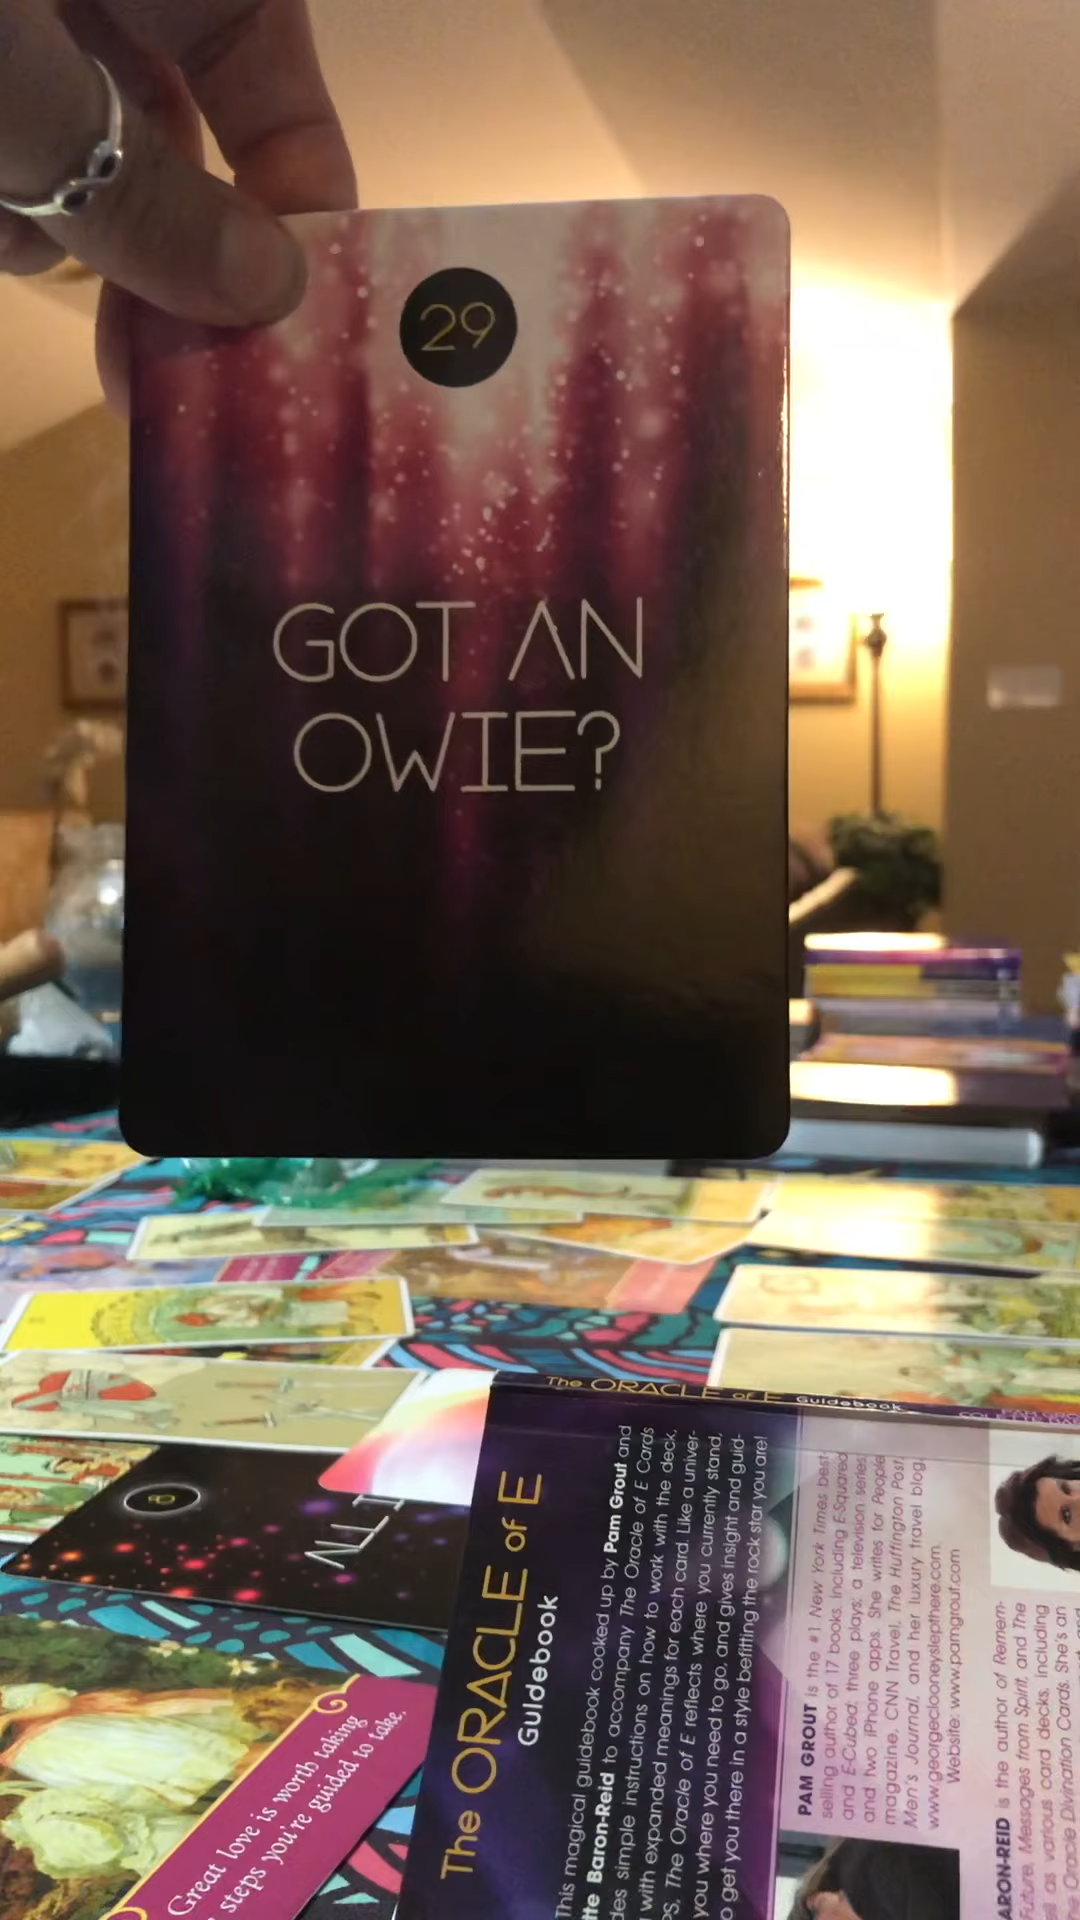 29
GOT AN
OWIE?
The ORACLE of E Guidebook
The ORACLE of E
Guidebook
This magical guidebook cooked up by Pam Grout and
Baron-Reid to accompany The Oracle of E Cards
simple instructions on how to work with the deck,
with expanded meanings for each card. Like a univer-
The Oracle of E reflects where you currently stand,
you where you need to go, and gives insight and guid-
to get you there in a style befitting the rock star you are!
PAM GROUT is the #1 New York Times best-
selling author of 17 books, including E-Squared
and E-Cubed; three plays; a television series;
and two iPhone apps. She writes for People
magazine, CNN Travel, The Huffington Post,
Men's Journal, and her luxury travel blog,
www.georgeclooneyslepthere.com.
Website: www.pamgrout.com
is the author of Remem-
Future, Messages from Spirit, and The
as various card decks, including
Oracle Divination Cards. She's an
Great love is worth taking
steps you're guided to take.